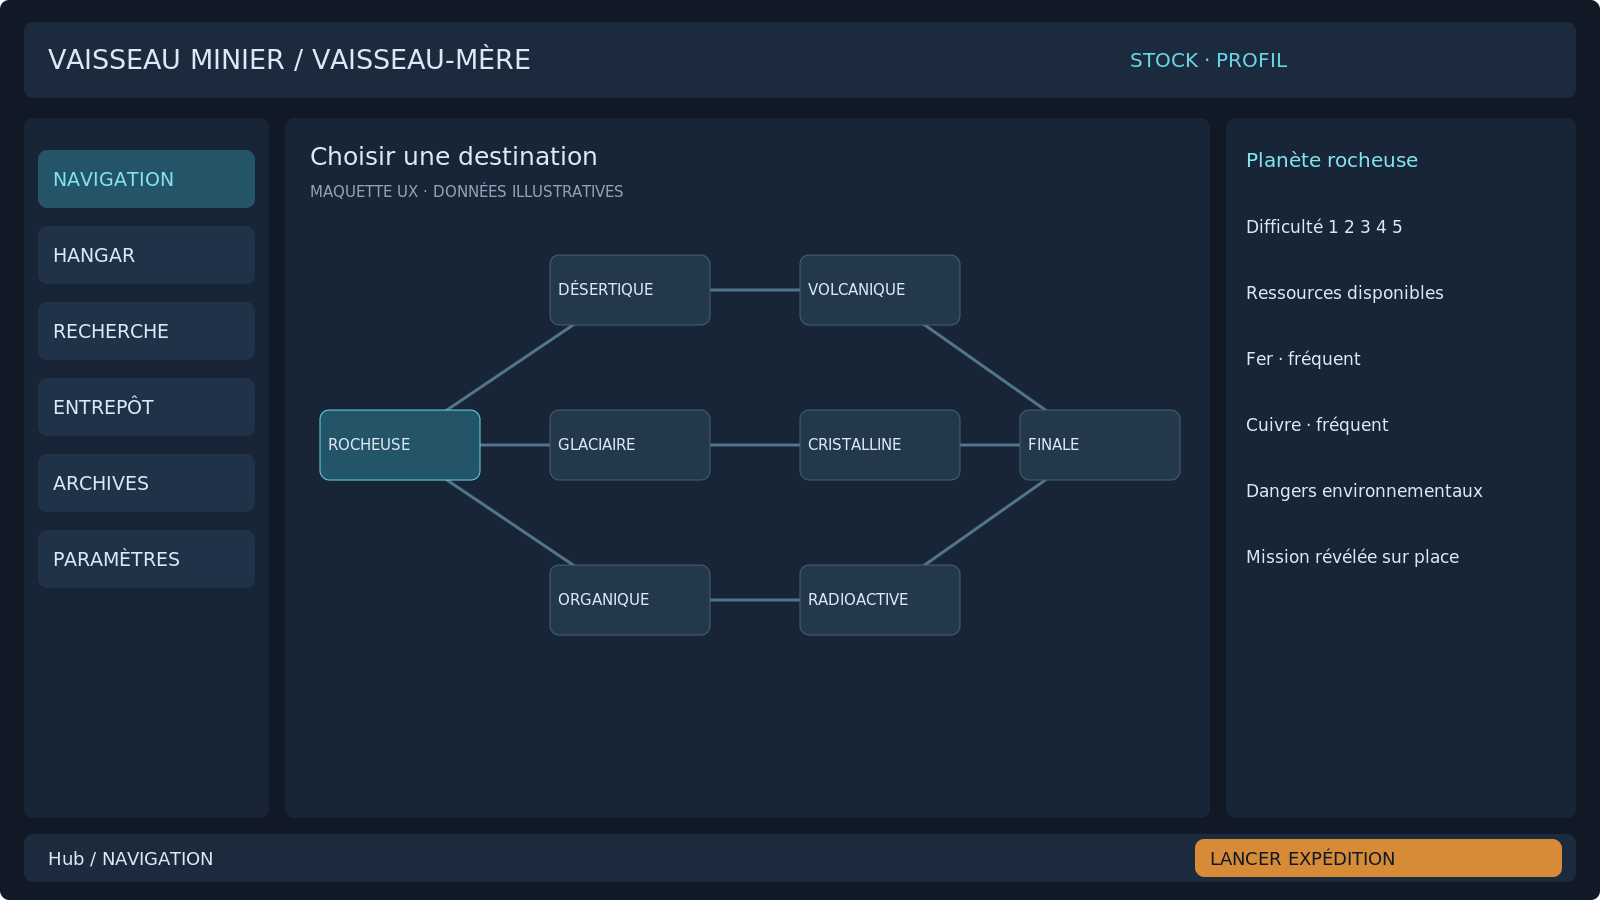 VAISSEAU MINIER / VAISSEAU-MÈRE
STOCK · PROFIL
NAVIGATION
HANGAR
RECHERCHE
ENTREPÔT
ARCHIVES
PARAMÈTRES
Choisir une destination
MAQUETTE UX · DONNÉES ILLUSTRATIVES
DÉSERTIQUE
VOLCANIQUE
ROCHEUSE
GLACIAIRE
CRISTALLINE
FINALE
ORGANIQUE
RADIOACTIVE
Planète rocheuse
Difficulté 1 2 3 4 5
Ressources disponibles
Fer · fréquent
Cuivre · fréquent
Dangers environnementaux
Mission révélée sur place
Hub / NAVIGATION
LANCER EXPÉDITION